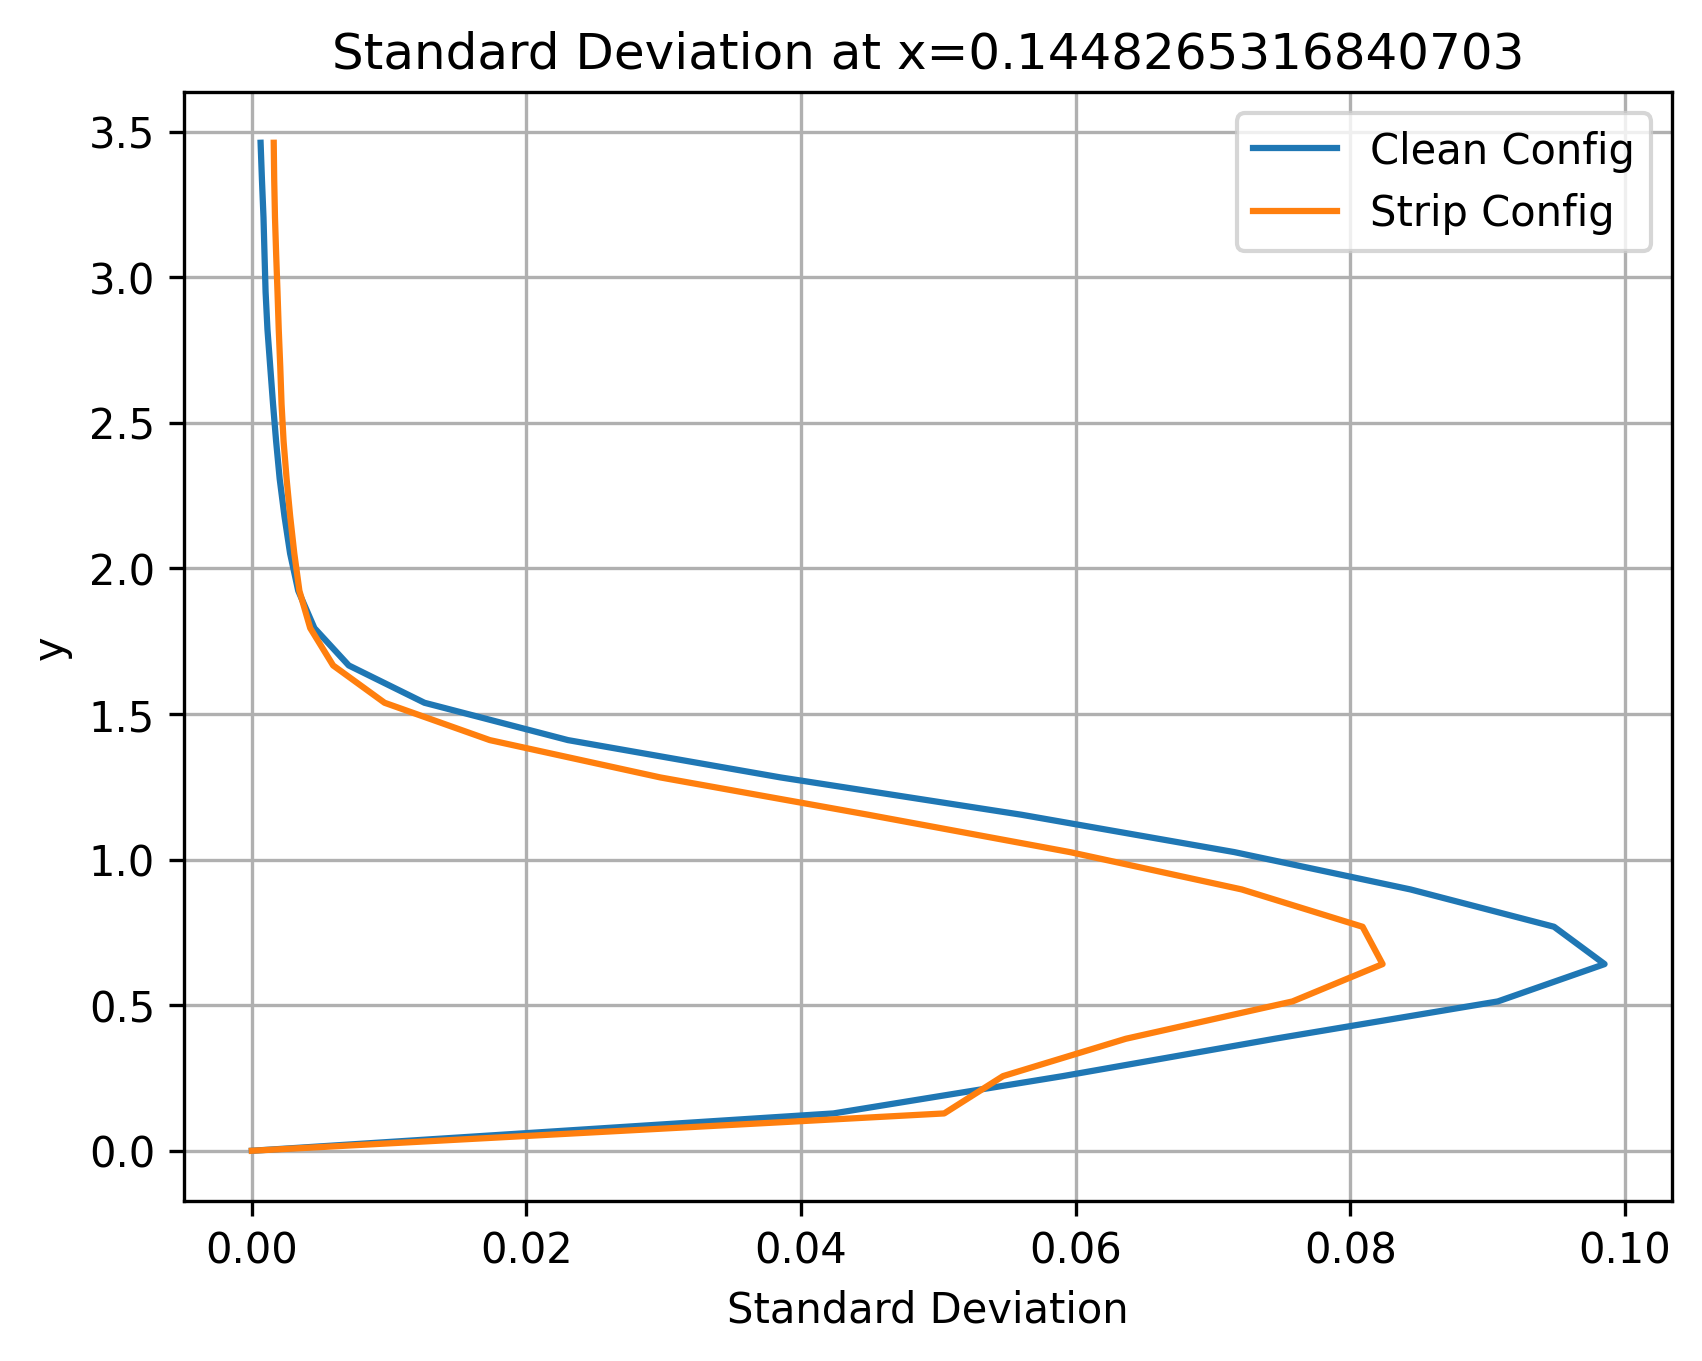 Standard Deviation at x=0.1448265316840703
Clean Config
Strip Config
3.5
3.0
2.5
2.0
1.5
1.0
0.5
0.0
y
0.00 0.02 0.04 0.06 0.08 0.10
Standard Deviation